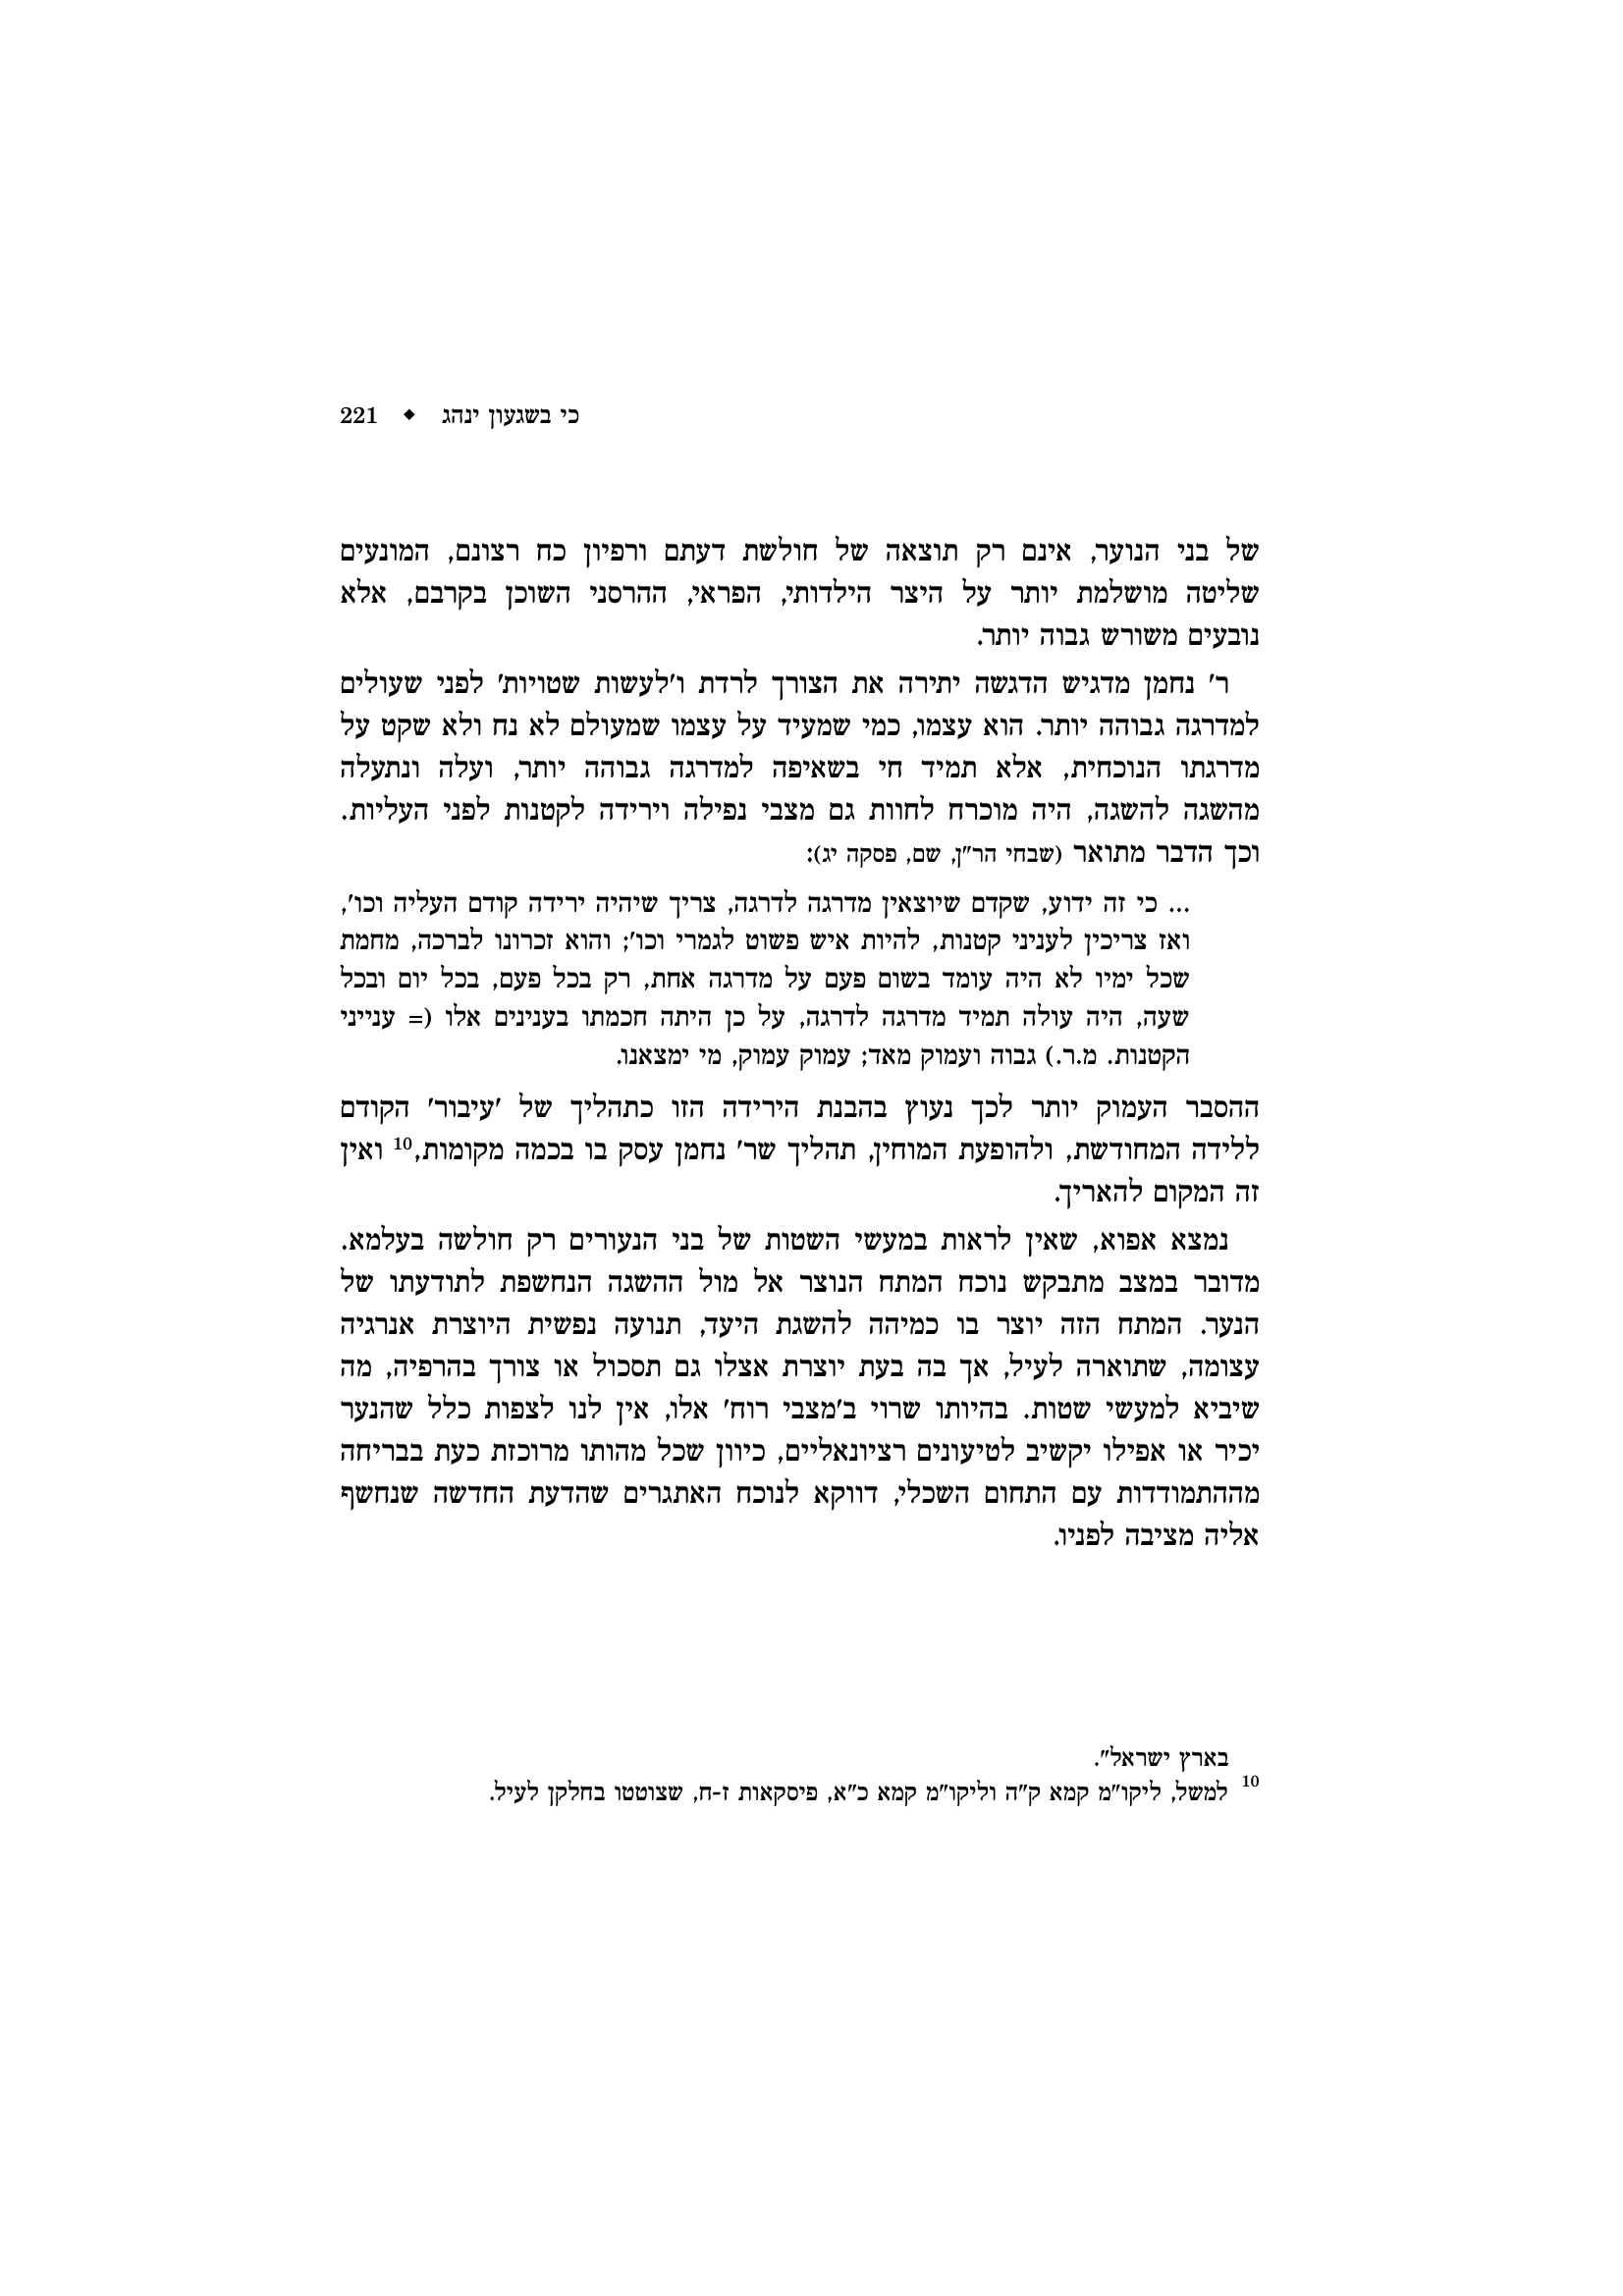 כי בשגעון ינהג ◆ 221
של בני הנוער, אינם רק תוצאה של חולשת דעתם ורפיון כח רצונם, המונעים
שליטה מושלמת יותר על היצר הילדותי, הפראי, ההרסני השוכן בקרבם, אלא
נובעים משורש גבוה יותר.
ר' נחמן מדגיש הדגשה יתירה את הצורך לרדת ו'לעשות שטויות' לפני שעולים
למדרגה גבוהה יותר. הוא עצמו, כמי שמעיד על עצמו שמעולם לא נח ולא שקט על
מדרגתו הנוכחית, אלא תמיד חי בשאיפה למדרגה גבוהה יותר, ועלה ונתעלה
מהשגה להשגה, היה מוכרח לחוות גם מצבי נפילה וירידה לקטנות לפני העליות.
וכך הדבר מתואר (שבחי הר"ן, שם, פסקה יג):
... כי זה ידוע, שקדם שיוצאין מדרגה לדרגה, צריך שיהיה ירידה קודם העליה וכו',
ואז צריכין לעניני קטנות, להיות איש פשוט לגמרי וכו'; והוא זכרונו לברכה, מחמת
שכל ימיו לא היה עומד בשום פעם על מדרגה אחת, רק בכל פעם, בכל יום ובכל
שעה, היה עולה תמיד מדרגה לדרגה, על כן היתה חכמתו בענינים אלו (= ענייני
הקטנות. מ.ר.) גבוה ועמוק מאד; עמוק עמוק, מי ימצאנו.
ההסבר העמוק יותר לכך נעוץ בהבנת הירידה הזו כתהליך של 'עיבור' הקודם
ללידה המחודשת, ולהופעת המוחין, תהליך שר' נחמן עסק בו בכמה מקומות,10 ואין
זה המקום להאריך.
נמצא אפוא, שאין לראות במעשי השטות של בני הנעורים רק חולשה בעלמא.
מדובר במצב מתבקש נוכח המתח הנוצר אל מול ההשגה הנחשפת לתודעתו של
הנער. המתח הזה יוצר בו כמיהה להשגת היעד, תנועה נפשית היוצרת אנרגיה
עצומה, שתוארה לעיל, אך בה בעת יוצרת אצלו גם תסכול או צורך בהרפיה, מה
שיביא למעשי שטות. בהיותו שרוי ב'מצבי רוח' אלו, אין לנו לצפות כלל שהנער
יכיר או אפילו יקשיב לטיעונים רציונאליים, כיוון שכל מהותו מרוכזת כעת בבריחה
מההתמודדות עם התחום השכלי, דווקא לנוכח האתגרים שהדעת החדשה שנחשף
אליה מציבה לפניו.
בארץ ישראל".
10 למשל, ליקו"מ קמא ק"ה וליקו"מ קמא כ"א, פיסקאות ז-ח, שצוטטו בחלקן לעיל.